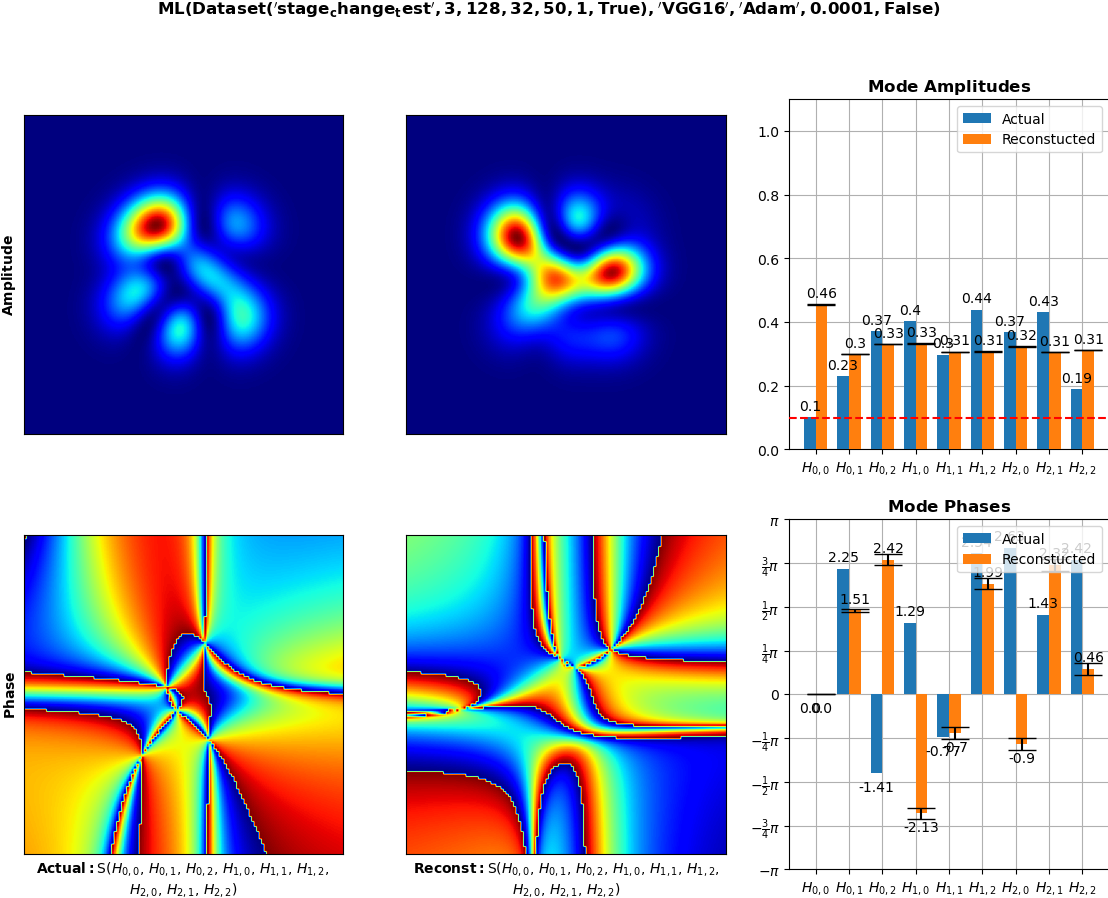 ML(Dataset('stage_change_test', 3, 128, 32, 50, 1, True), 'VGG16', 'Adam', 0.0001, False)
Amplitude
Mode Amplitudes
Actual
Reconstucted
1.0
0.8
0.6
0.4
0.2
0.0
0.1 0.46 0.23 0.3 0.37 0.33 0.4 0.33 0.3 0.31 0.44 0.31 0.37 0.32 0.43 0.31 0.19 0.31
H0,0 H0,1 H0,2 H1,0 H1,1 H1,2 H2,0 H2,1 H2,2
Phase
Actual: S(H0,0, H0,1, H0,2, H1,0, H1,1, H1,2,
H2,0, H2,1, H2,2)
Reconst: S(H0,0, H0,1, H0,2, H1,0, H1,1, H1,2,
H2,0, H2,1, H2,2)
Mode Phases
Actual
Reconstucted
π
3/4π
1/2π
1/4π
0
−1/4π
−1/2π
−3/4π
−π
0.0 0.0 2.25 1.51 -1.41 2.42 1.29 -2.13 -0.77 -0.7 1.99 -0.9 1.43 2.42 0.46
H0,0 H0,1 H0,2 H1,0 H1,1 H1,2 H2,0 H2,1 H2,2